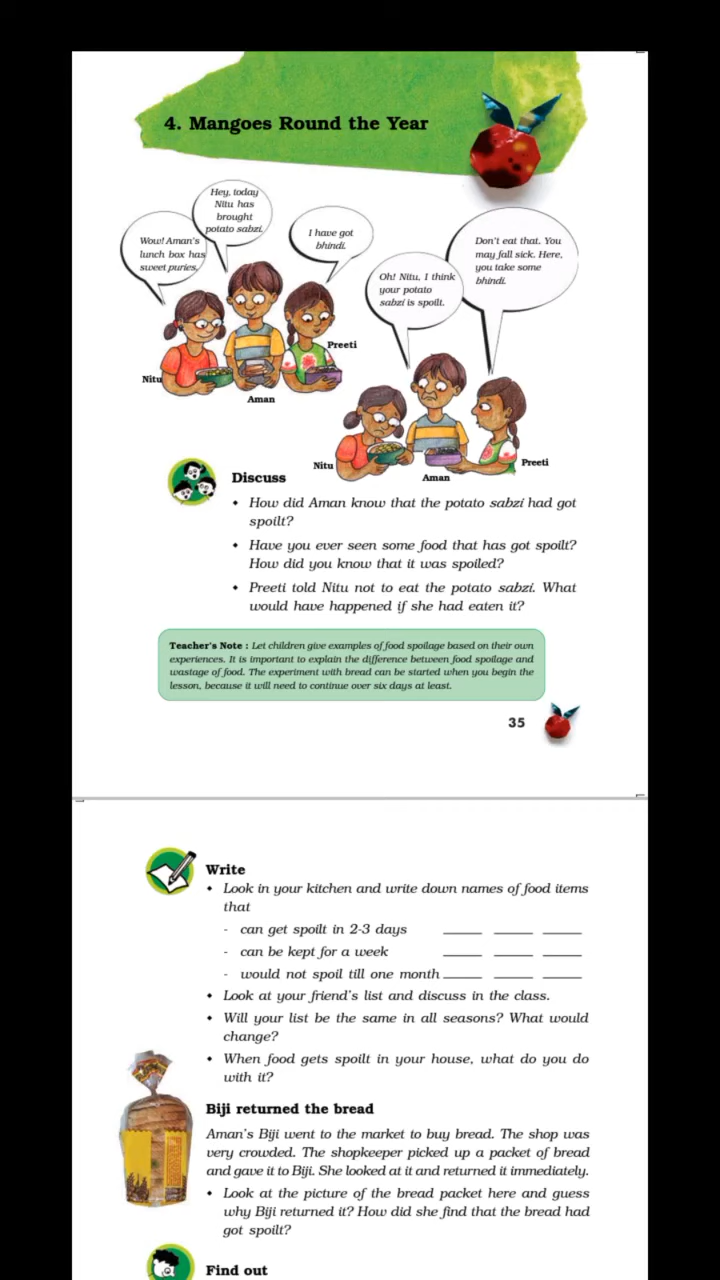 4. Mangoes Round the Year
Hey, today
Nitu has
brought
potato sabzi.
Wow! Aman's
lunch box has
sweet puries.
I have got
bhindi.
Don't eat that. You
may fall sick. Here,
you take some
bhindi.
Oh! Nitu, I think
your potato
sabzi is spoilt.
Preeti
Nitu
Aman
Nitu
Aman
Preeti
Discuss
• How did Aman know that the potato sabzi had got
spoilt?
• Have you ever seen some food that has got spoilt?
How did you know that it was spoiled?
• Preeti told Nitu not to eat the potato sabzi. What
would have happened if she had eaten it?
Teacher's Note : Let children give examples of food spoilage based on their own
experiences. It is important to explain the difference between food spoilage and
wastage of food. The experiment with bread can be started when you begin the
lesson, because it will need to continue over six days at least.
35
Write
• Look in your kitchen and write down names of food items
that
- can get spoilt in 2-3 days _____ _____ _____
- can be kept for a week _____ _____ _____
- would not spoil till one month _____ _____ _____
• Look at your friend's list and discuss in the class.
• Will your list be the same in all seasons? What would
change?
• When food gets spoilt in your house, what do you do
with it?
Biji returned the bread
Aman's Biji went to the market to buy bread. The shop was
very crowded. The shopkeeper picked up a packet of bread
and gave it to Biji. She looked at it and returned it immediately.
• Look at the picture of the bread packet here and guess
why Biji returned it? How did she find that the bread had
got spoilt?
Find out